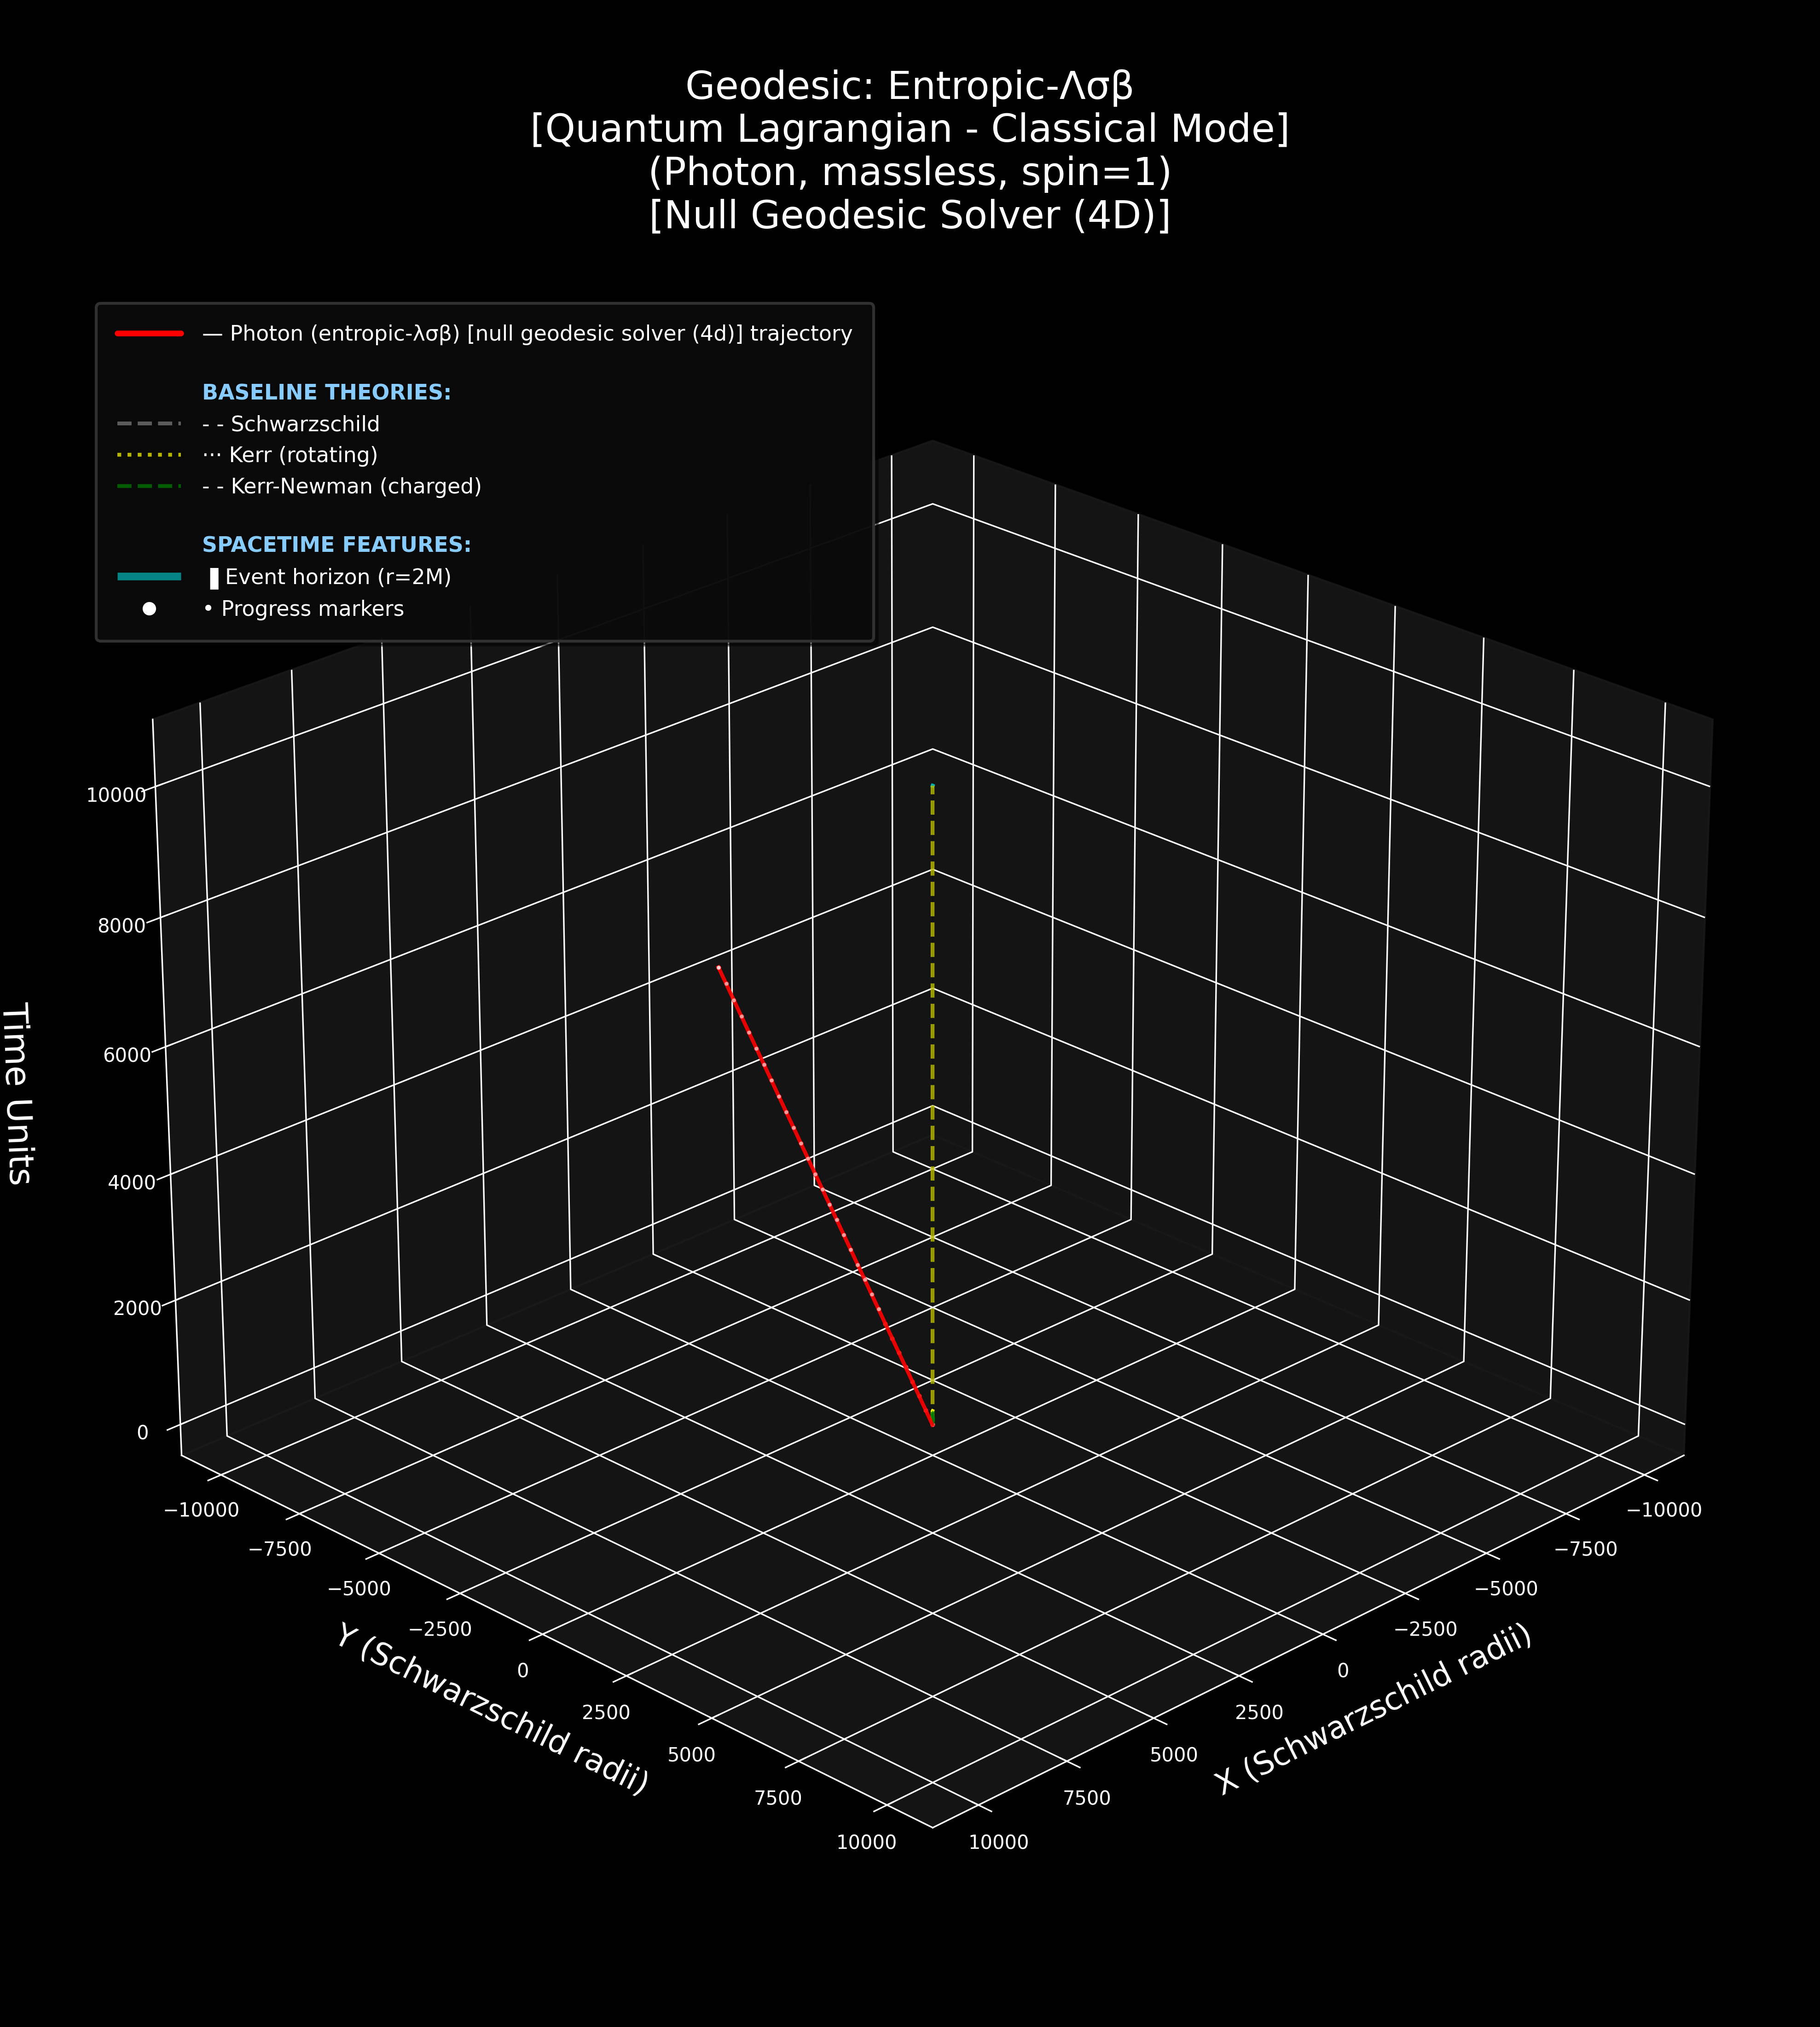 Geodesic: Entropic-Λσβ
[Quantum Lagrangian - Classical Mode]
(Photon, massless, spin=1)
[Null Geodesic Solver (4D)]
— Photon (entropic-λσβ) [null geodesic solver (4d)] trajectory
BASELINE THEORIES:
- - Schwarzschild
··· Kerr (rotating)
- - Kerr-Newman (charged)
SPACETIME FEATURES:
▌Event horizon (r=2M)
• Progress markers
10000
8000
6000
4000
2000
0
Time Units
−10000
−7500
−5000
−2500
0
2500
5000
7500
10000
Y (Schwarzschild radii)
−10000
−7500
−5000
−2500
0
2500
5000
7500
10000
X (Schwarzschild radii)